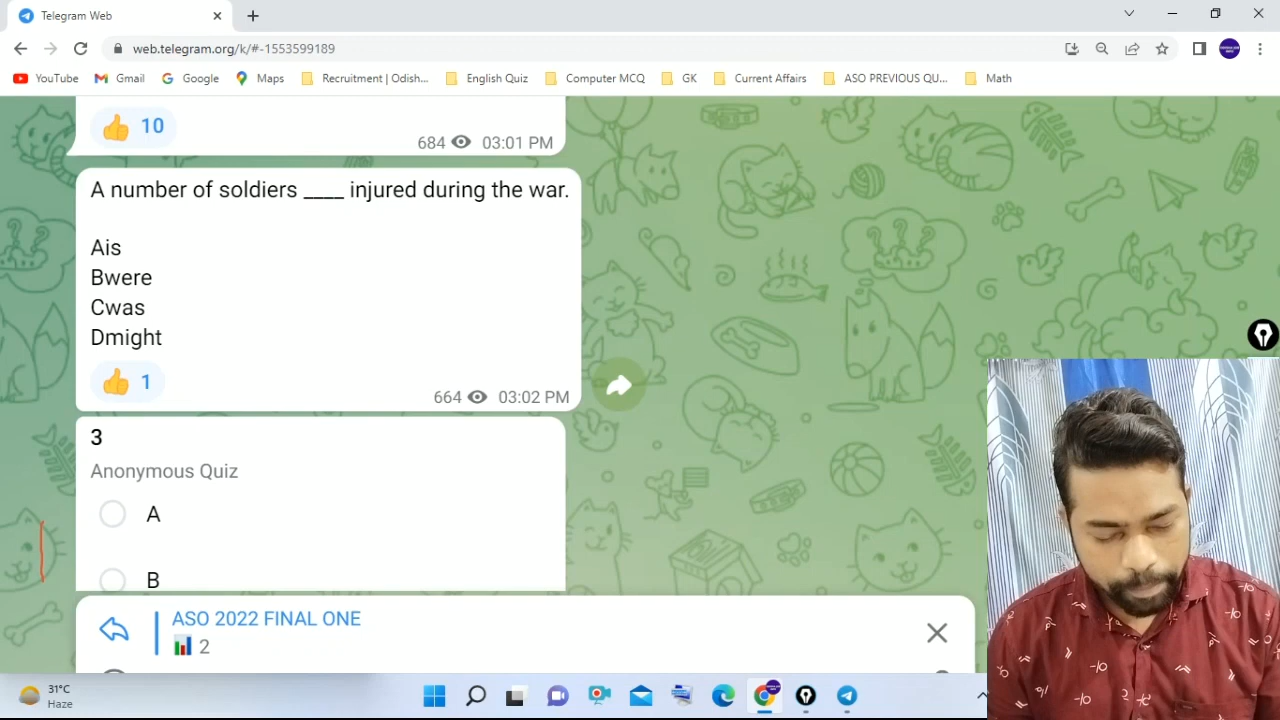 Telegram Web
web.telegram.org/k/#-1553599189
YouTube
Gmail
Google
Maps
Recruitment | Odish...
English Quiz
Computer MCQ
GK
Current Affairs
ASO PREVIOUS QU...
Math
10
684 03:01 PM
A number of soldiers ____ injured during the war.
Ais
Bwere
Cwas
Dmight
1
664 03:02 PM
3
Anonymous Quiz
A
B
ASO 2022 FINAL ONE
2
31°C
Haze